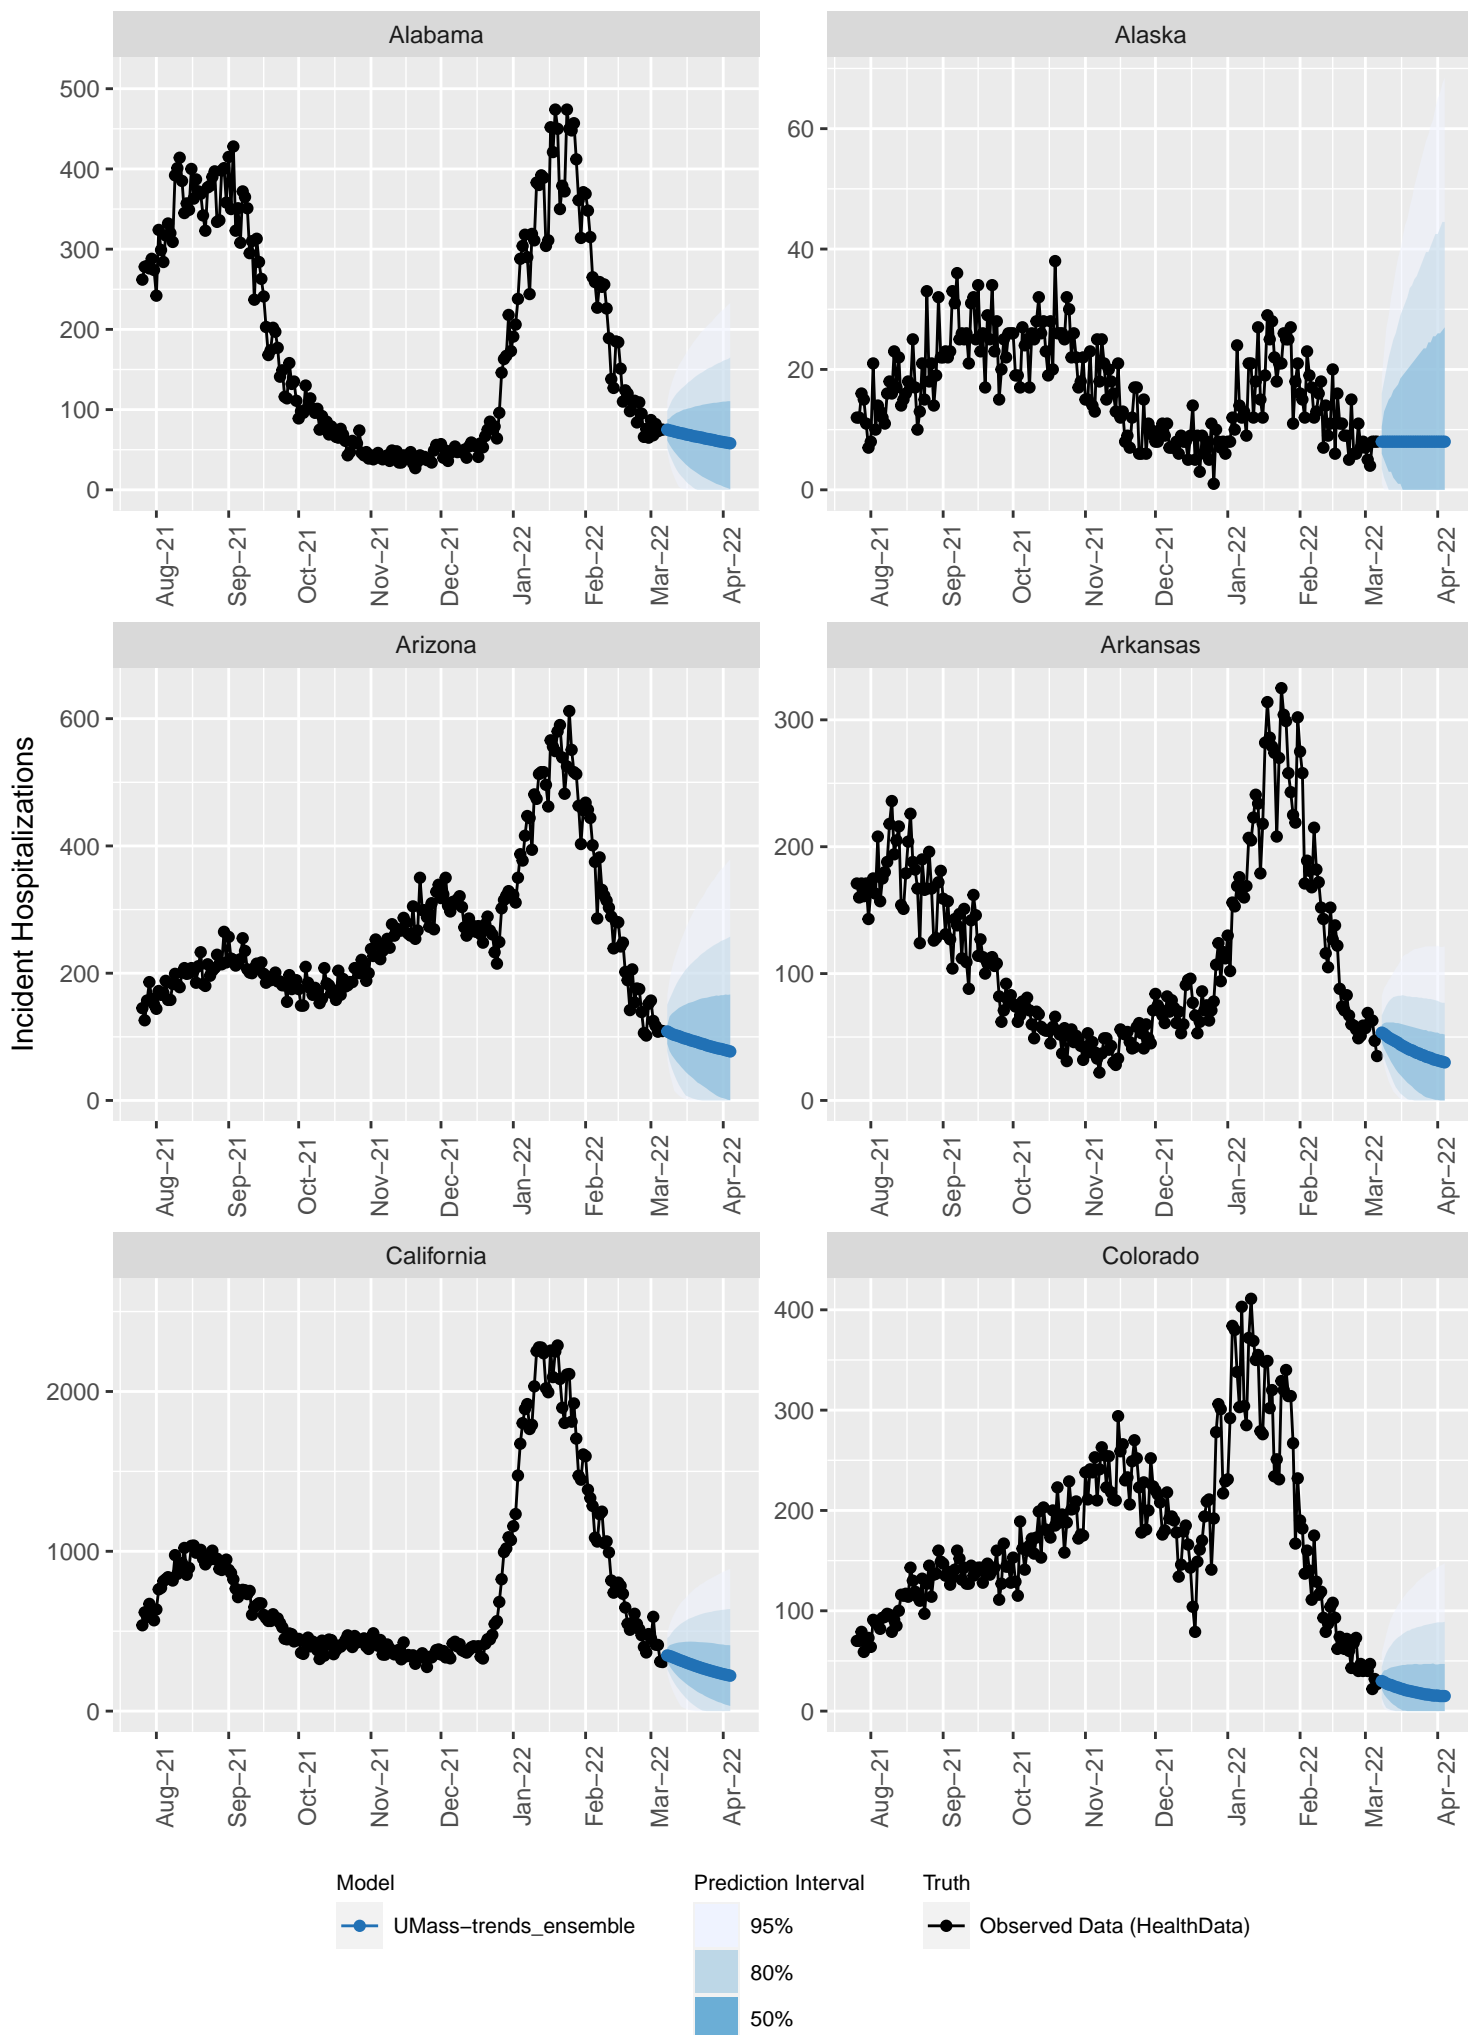 Alabama
Alaska
500
400
300
200
100
0
60
40
20
0
Aug−21
Sep−21
Oct−21
Nov−21
Dec−21
Jan−22
Feb−22
Mar−22
Apr−22
Aug−21
Sep−21
Oct−21
Nov−21
Dec−21
Jan−22
Feb−22
Mar−22
Apr−22
Incident Hospitalizations
Arizona
Arkansas
600
400
200
0
300
200
100
0
Aug−21
Sep−21
Oct−21
Nov−21
Dec−21
Jan−22
Feb−22
Mar−22
Apr−22
Aug−21
Sep−21
Oct−21
Nov−21
Dec−21
Jan−22
Feb−22
Mar−22
Apr−22
California
Colorado
2000
1000
0
400
300
200
100
0
Aug−21
Sep−21
Oct−21
Nov−21
Dec−21
Jan−22
Feb−22
Mar−22
Apr−22
Aug−21
Sep−21
Oct−21
Nov−21
Dec−21
Jan−22
Feb−22
Mar−22
Apr−22
Model
UMass−trends_ensemble
Prediction Interval
95%
80%
50%
Truth
Observed Data (HealthData)